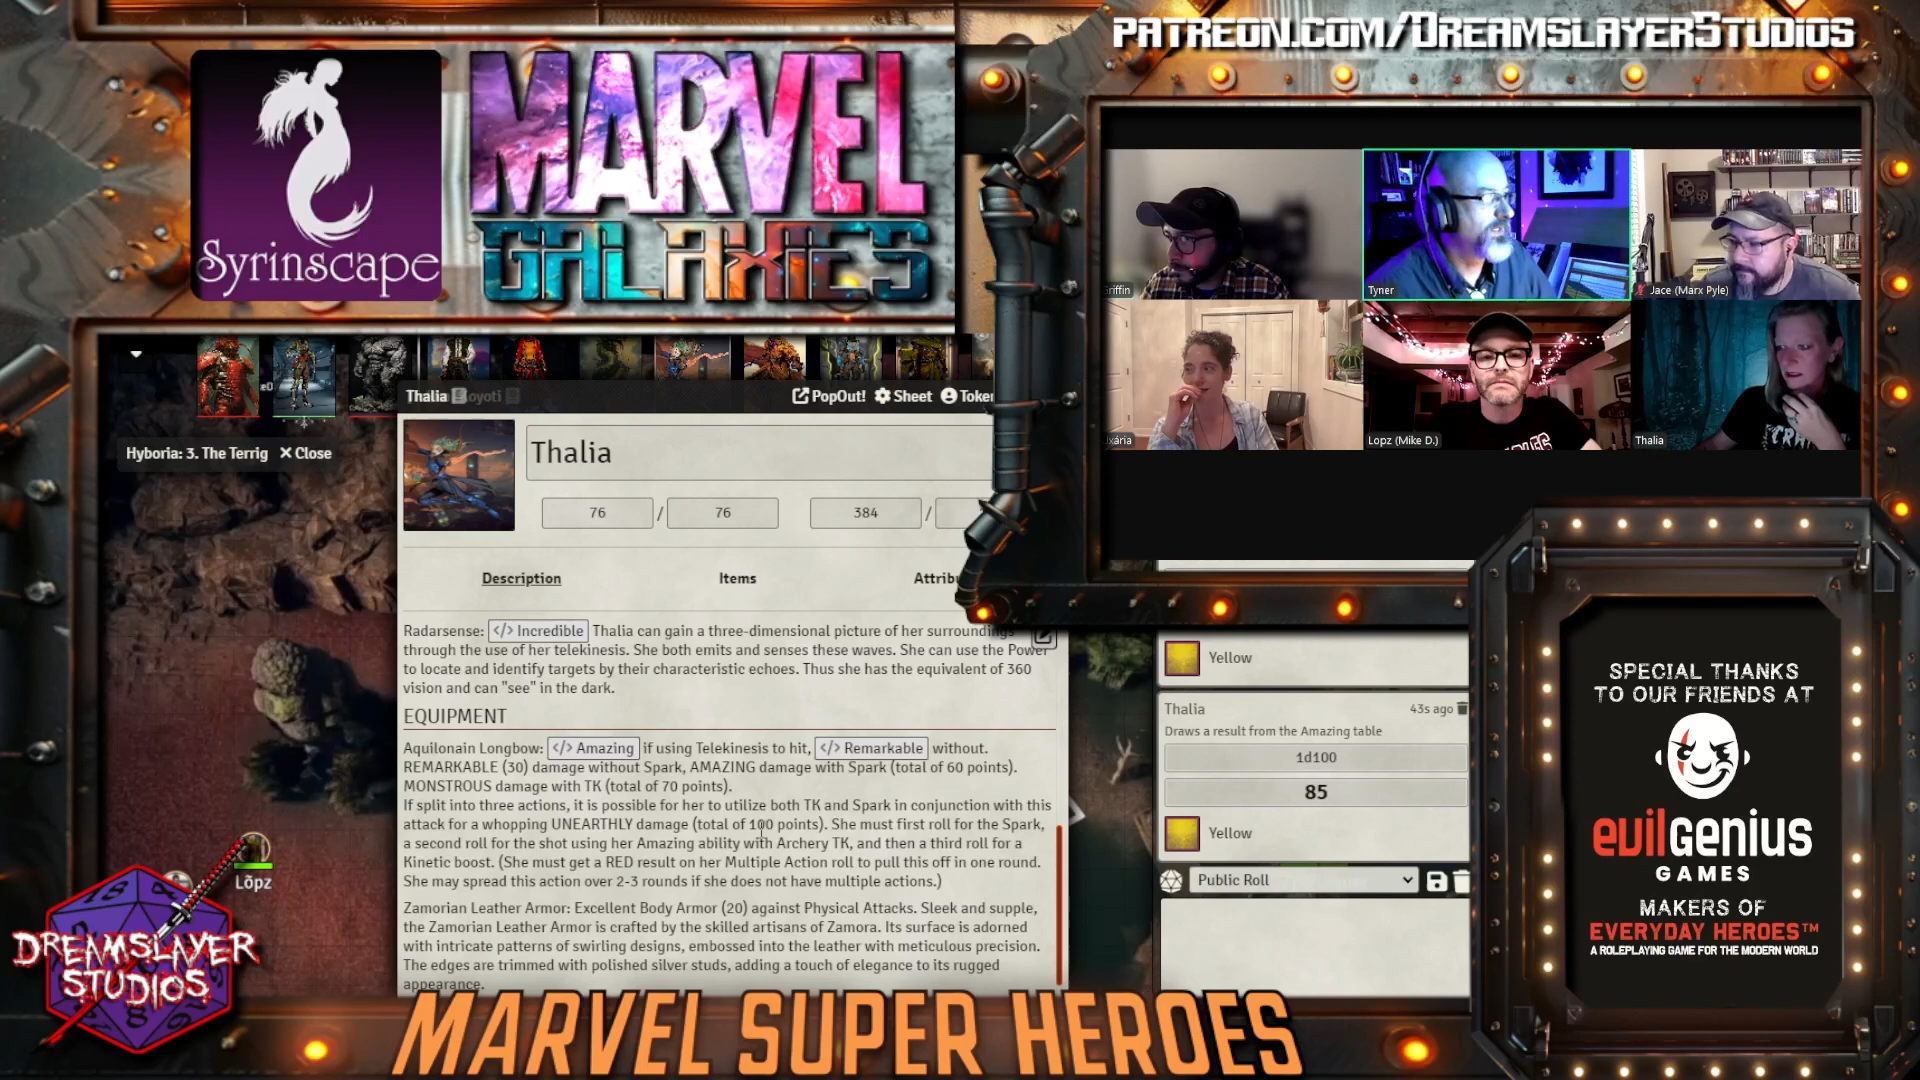 PATREON.COM/DREAMSLAYERSTUDIOS
Syrinscape
MARVEL
GALAXIES
Griffin
Tyner
Jace (Marx Pyle)
Lopz (Mike D.)
Thalia
Thalia
PopOut!
Sheet
Hyboria: 3. The Terrig
Close
Thalia
76 / 76
384 /
Description
Items
Radarsense: </> Incredible Thalia can gain a three-dimensional picture of her surroundings
through the use of her telekinesis. She both emits and senses these waves. She can use the Power
to locate and identify targets by their characteristic echoes. Thus she has the equivalent of 360
vision and can "see" in the dark.
EQUIPMENT
Aquilonain Longbow: </> Amazing if using Telekinesis to hit, </> Remarkable without.
REMARKABLE (30) damage without Spark, AMAZING damage with Spark (total of 60 points).
MONSTROUS damage with TK (total of 70 points).
If split into three actions, it is possible for her to utilize both TK and Spark in conjunction with this
attack for a whopping UNEARTHLY damage (total of 100 points). She must first roll for the Spark,
a second roll for the shot using her Amazing ability with Archery TK, and then a third roll for a
Kinetic boost. (She must get a RED result on her Multiple Action roll to pull this off in one round.
She may spread this action over 2-3 rounds if she does not have multiple actions.)
Zamorian Leather Armor: Excellent Body Armor (20) against Physical Attacks. Sleek and supple,
the Zamorian Leather Armor is crafted by the skilled artisans of Zamora. Its surface is adorned
with intricate patterns of swirling designs, embossed into the leather with meticulous precision.
The edges are trimmed with polished silver studs, adding a touch of elegance to its rugged
appearance.
Yellow
Thalia
43s ago
Draws a result from the Amazing table
1d100
85
Yellow
Public Roll
Lõpz
DREAMSLAYER
STUDIOS
MARVEL SUPER HEROES
SPECIAL THANKS
TO OUR FRIENDS AT
evilgenius
GAMES
MAKERS OF
EVERYDAY HEROES™
A ROLEPLAYING GAME FOR THE MODERN WORLD